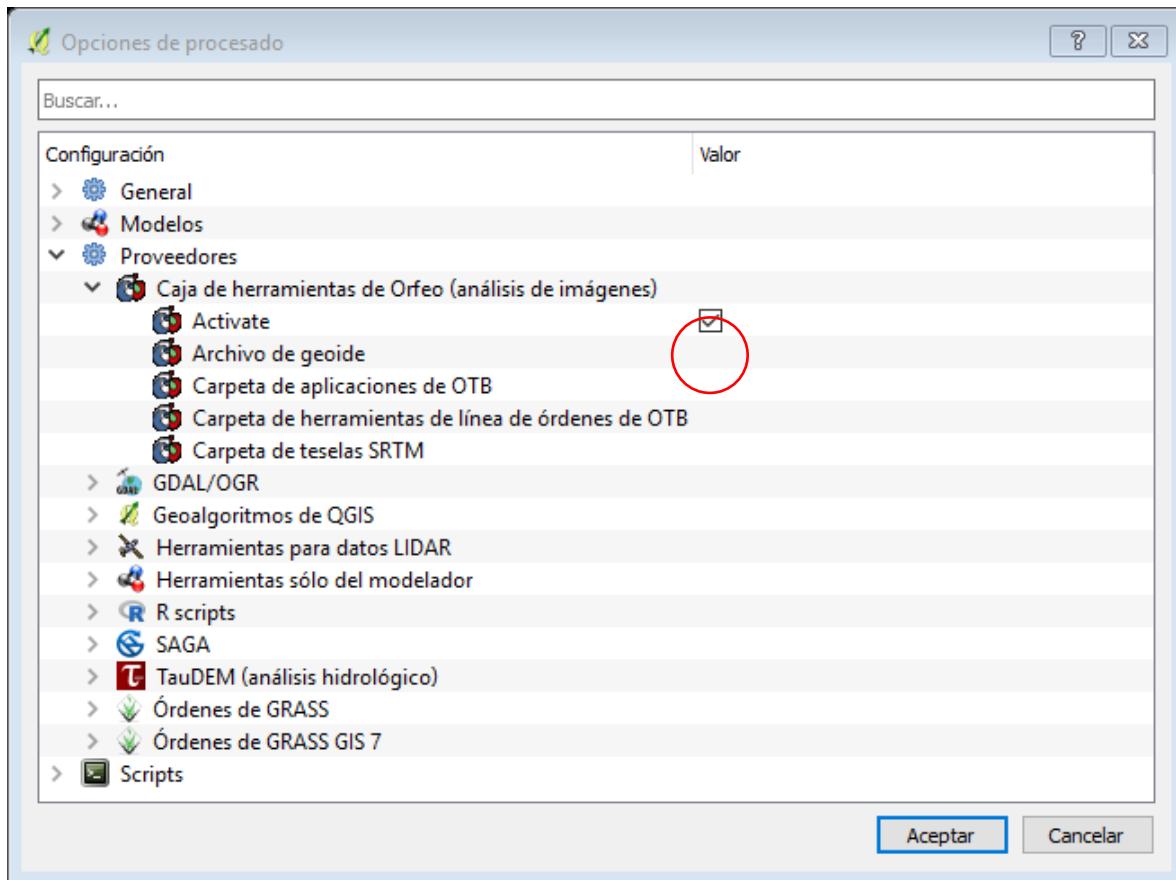 Opciones de procesado
Buscar...
Configuración Valor
General
Modelos
Proveedores
Caja de herramientas de Orfeo (análisis de imágenes)
Activate
Archivo de geoide
Carpeta de aplicaciones de OTB
Carpeta de herramientas de línea de órdenes de OTB
Carpeta de teselas SRTM
GDAL/OGR
Geoalgoritmos de QGIS
Herramientas para datos LIDAR
Herramientas sólo del modelador
R scripts
SAGA
TauDEM (análisis hidrológico)
Órdenes de GRASS
Órdenes de GRASS GIS 7
Scripts
Aceptar Cancelar